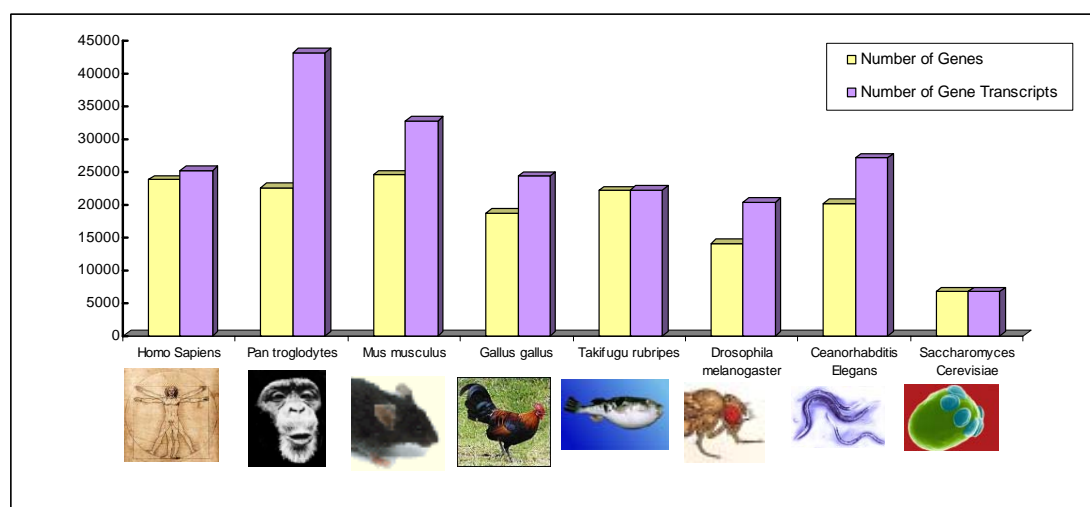 45000
40000
35000
30000
25000
20000
15000
10000
5000
0
Number of Genes
Number of Gene Transcripts
Homo Sapiens
Pan troglodytes
Mus musculus
Gallus gallus
Takifugu rubripes
Drosophila
melanogaster
Ceanorhabditis
Elegans
Saccharomyces
Cerevisiae